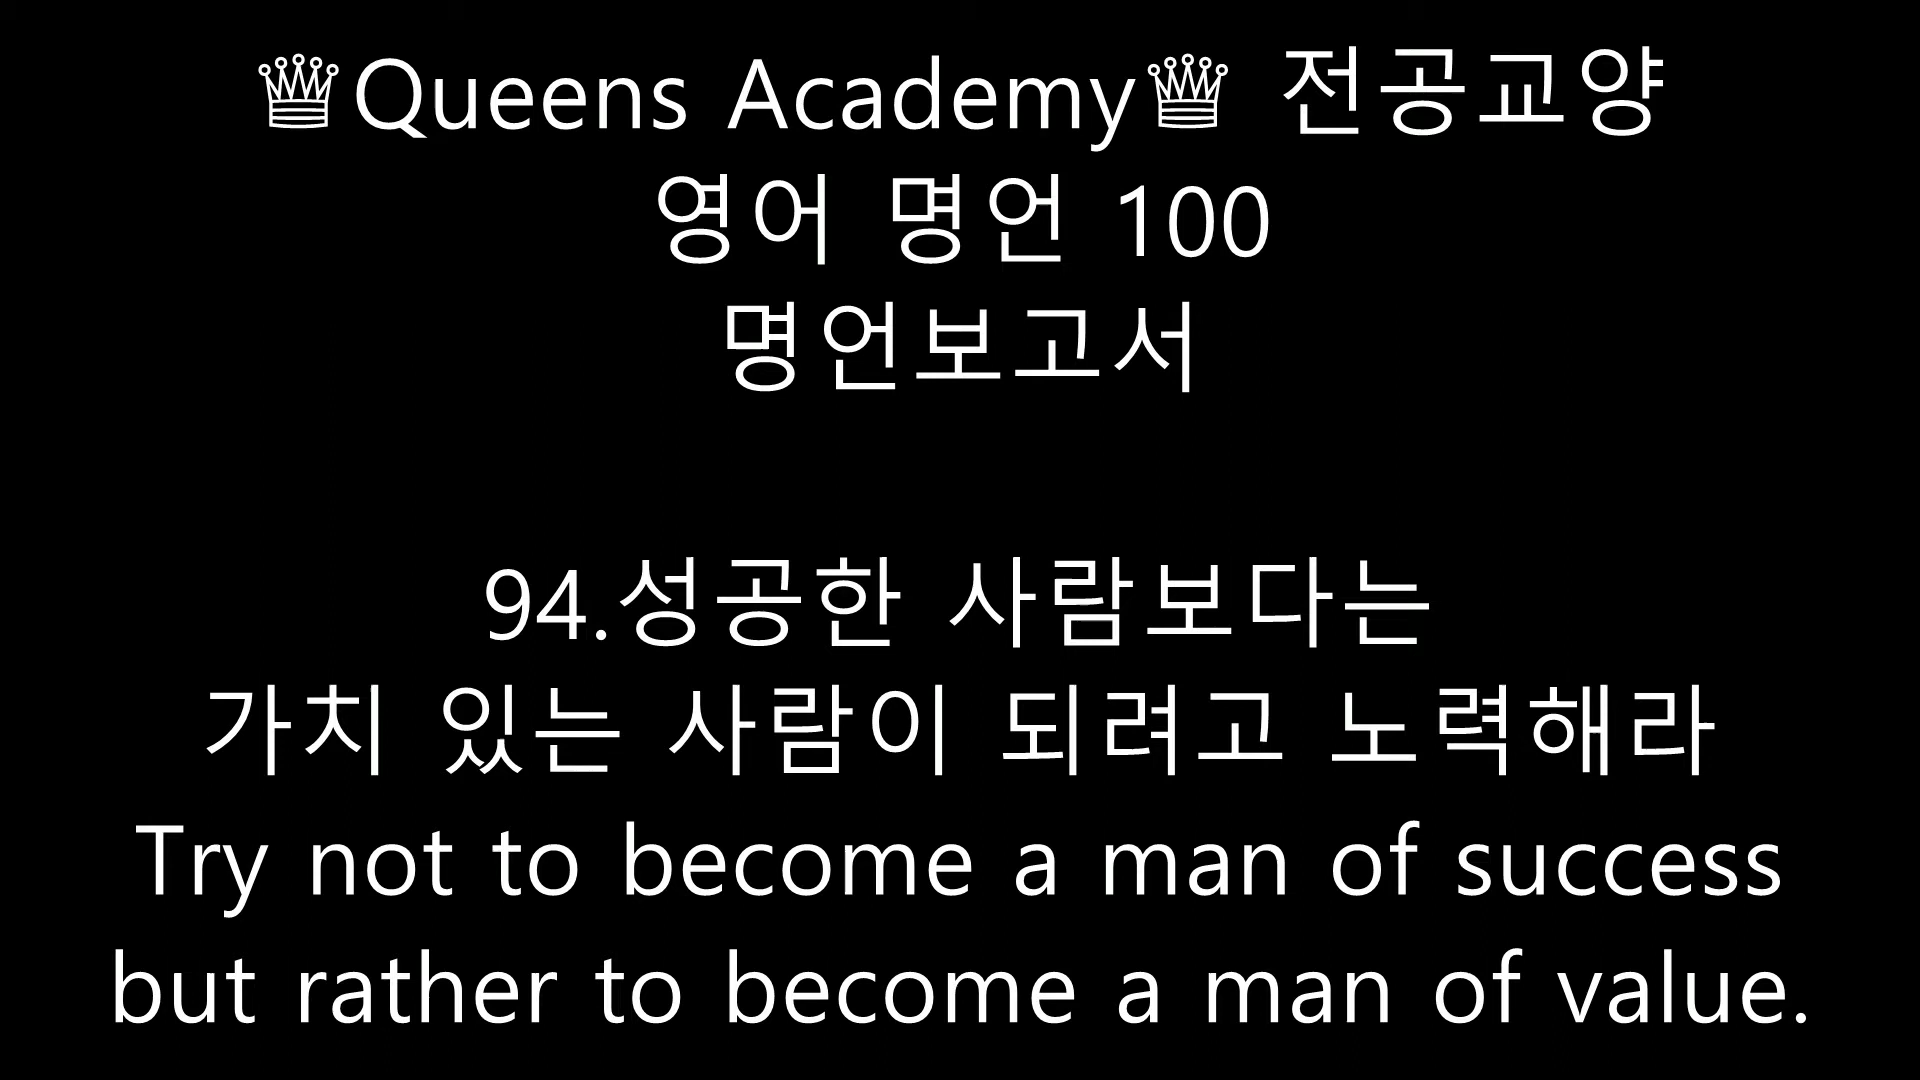 ♕Queens Academy♕ 전공교양
영어 명언 100
명언보고서
94.성공한 사람보다는
가치 있는 사람이 되려고 노력해라
Try not to become a man of success
but rather to become a man of value.